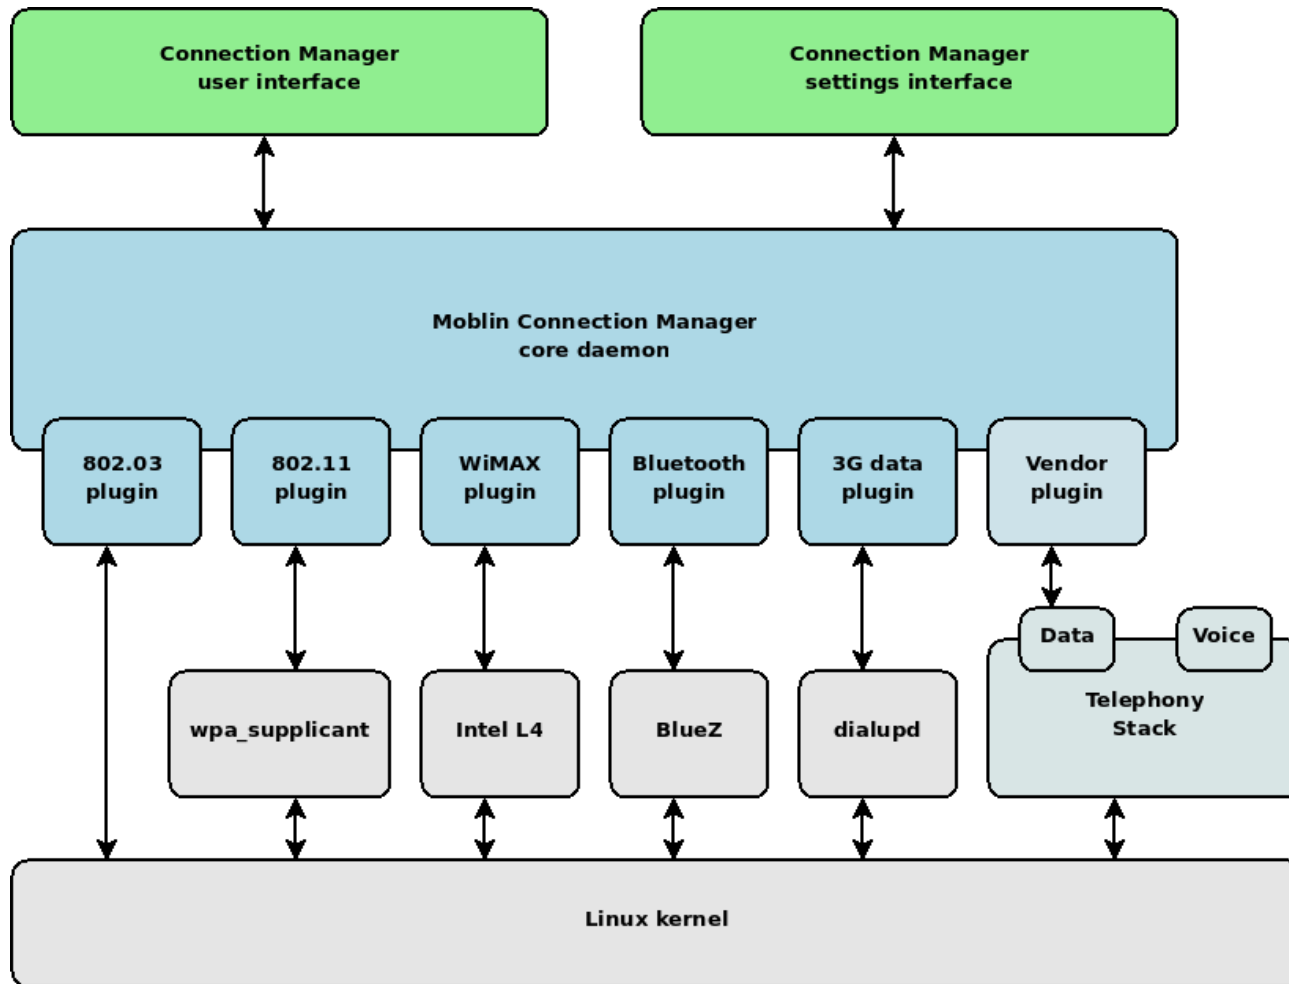 Connection Manager
user interface
Connection Manager
settings interface
Moblin Connection Manager
core daemon
802.03
plugin
802.11
plugin
WiMAX
plugin
Bluetooth
plugin
3G data
plugin
Vendor
plugin
Data
Voice
Telephony
Stack
wpa_supplicant
Intel L4
BlueZ
dialupd
Linux kernel